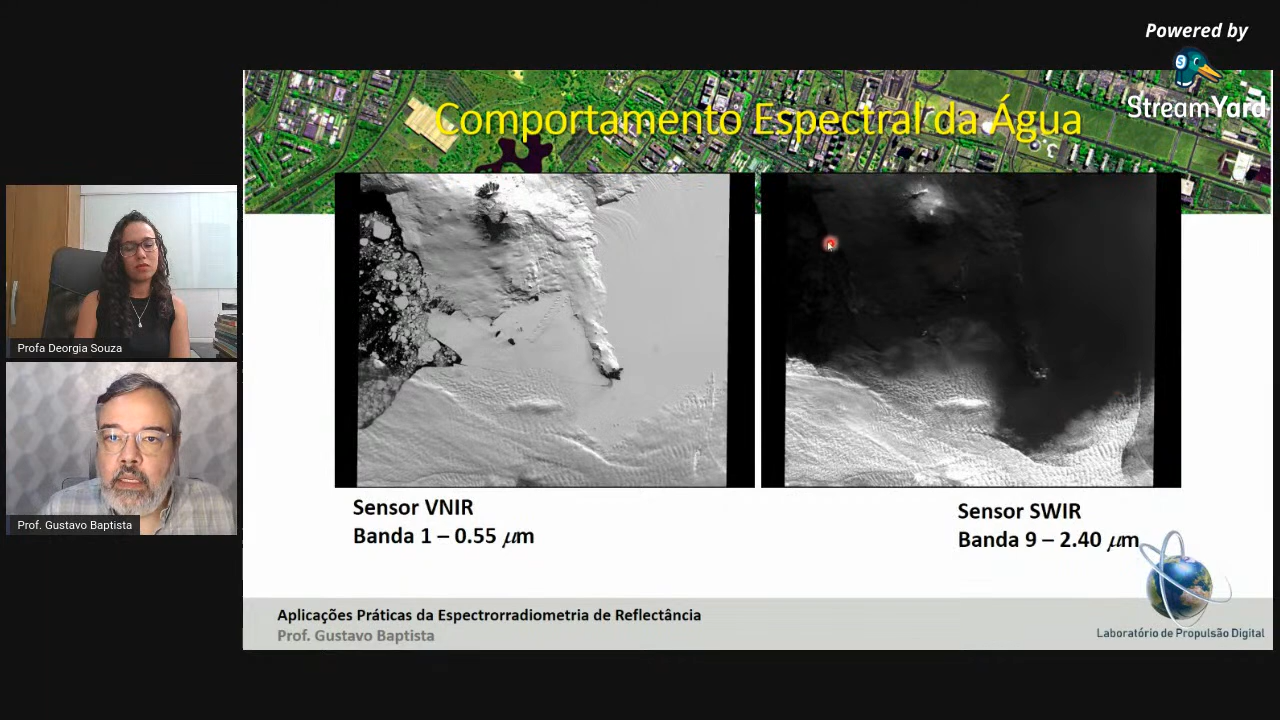 Powered by
StreamYard
Comportamento Espectral da Água
Profa Deorgia Souza
Prof. Gustavo Baptista
Sensor VNIR
Banda 1 – 0.55 𝜇m
Sensor SWIR
Banda 9 – 2.40 𝜇m
Aplicações Práticas da Espectrorradiometria de Reflectância
Prof. Gustavo Baptista
Laboratório de Propulsão Digital